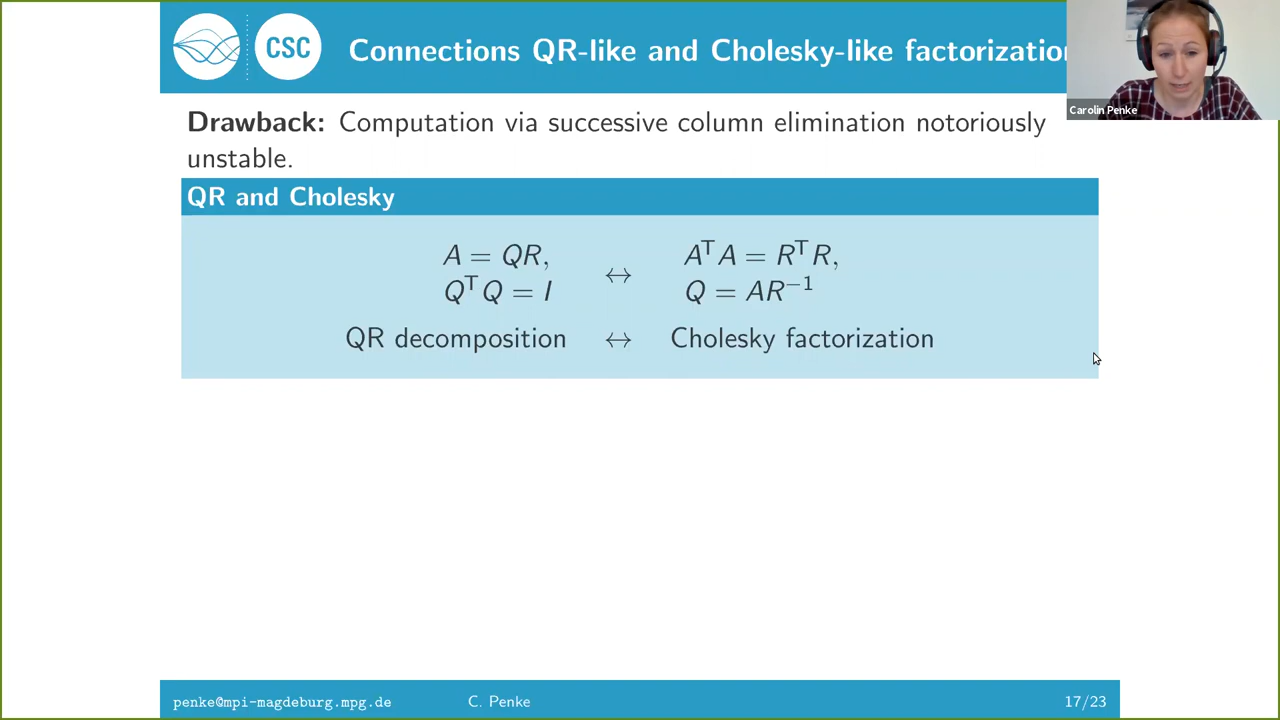 CSC
Connections QR-like and Cholesky-like factorization
Carolin Penke
Drawback: Computation via successive column elimination notoriously
unstable.
QR and Cholesky
A = QR,
QᵀQ = I
↔
AᵀA = RᵀR,
Q = AR⁻¹
QR decomposition ↔ Cholesky factorization
penke@mpi-magdeburg.mpg.de C. Penke 17/23